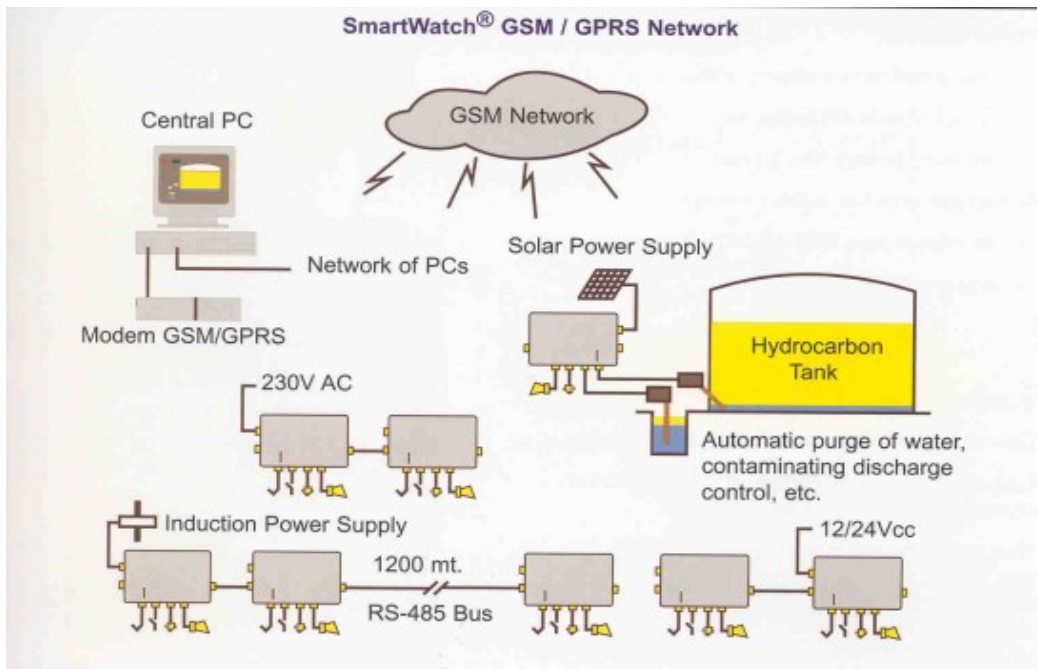 SmartWatch® GSM / GPRS Network
GSM Network
Central PC
Network of PCs
Modem GSM/GPRS
Solar Power Supply
Hydrocarbon
Tank
230V AC
Automatic purge of water,
contaminating discharge
control, etc.
Induction Power Supply
1200 mt.
RS-485 Bus
12/24Vcc